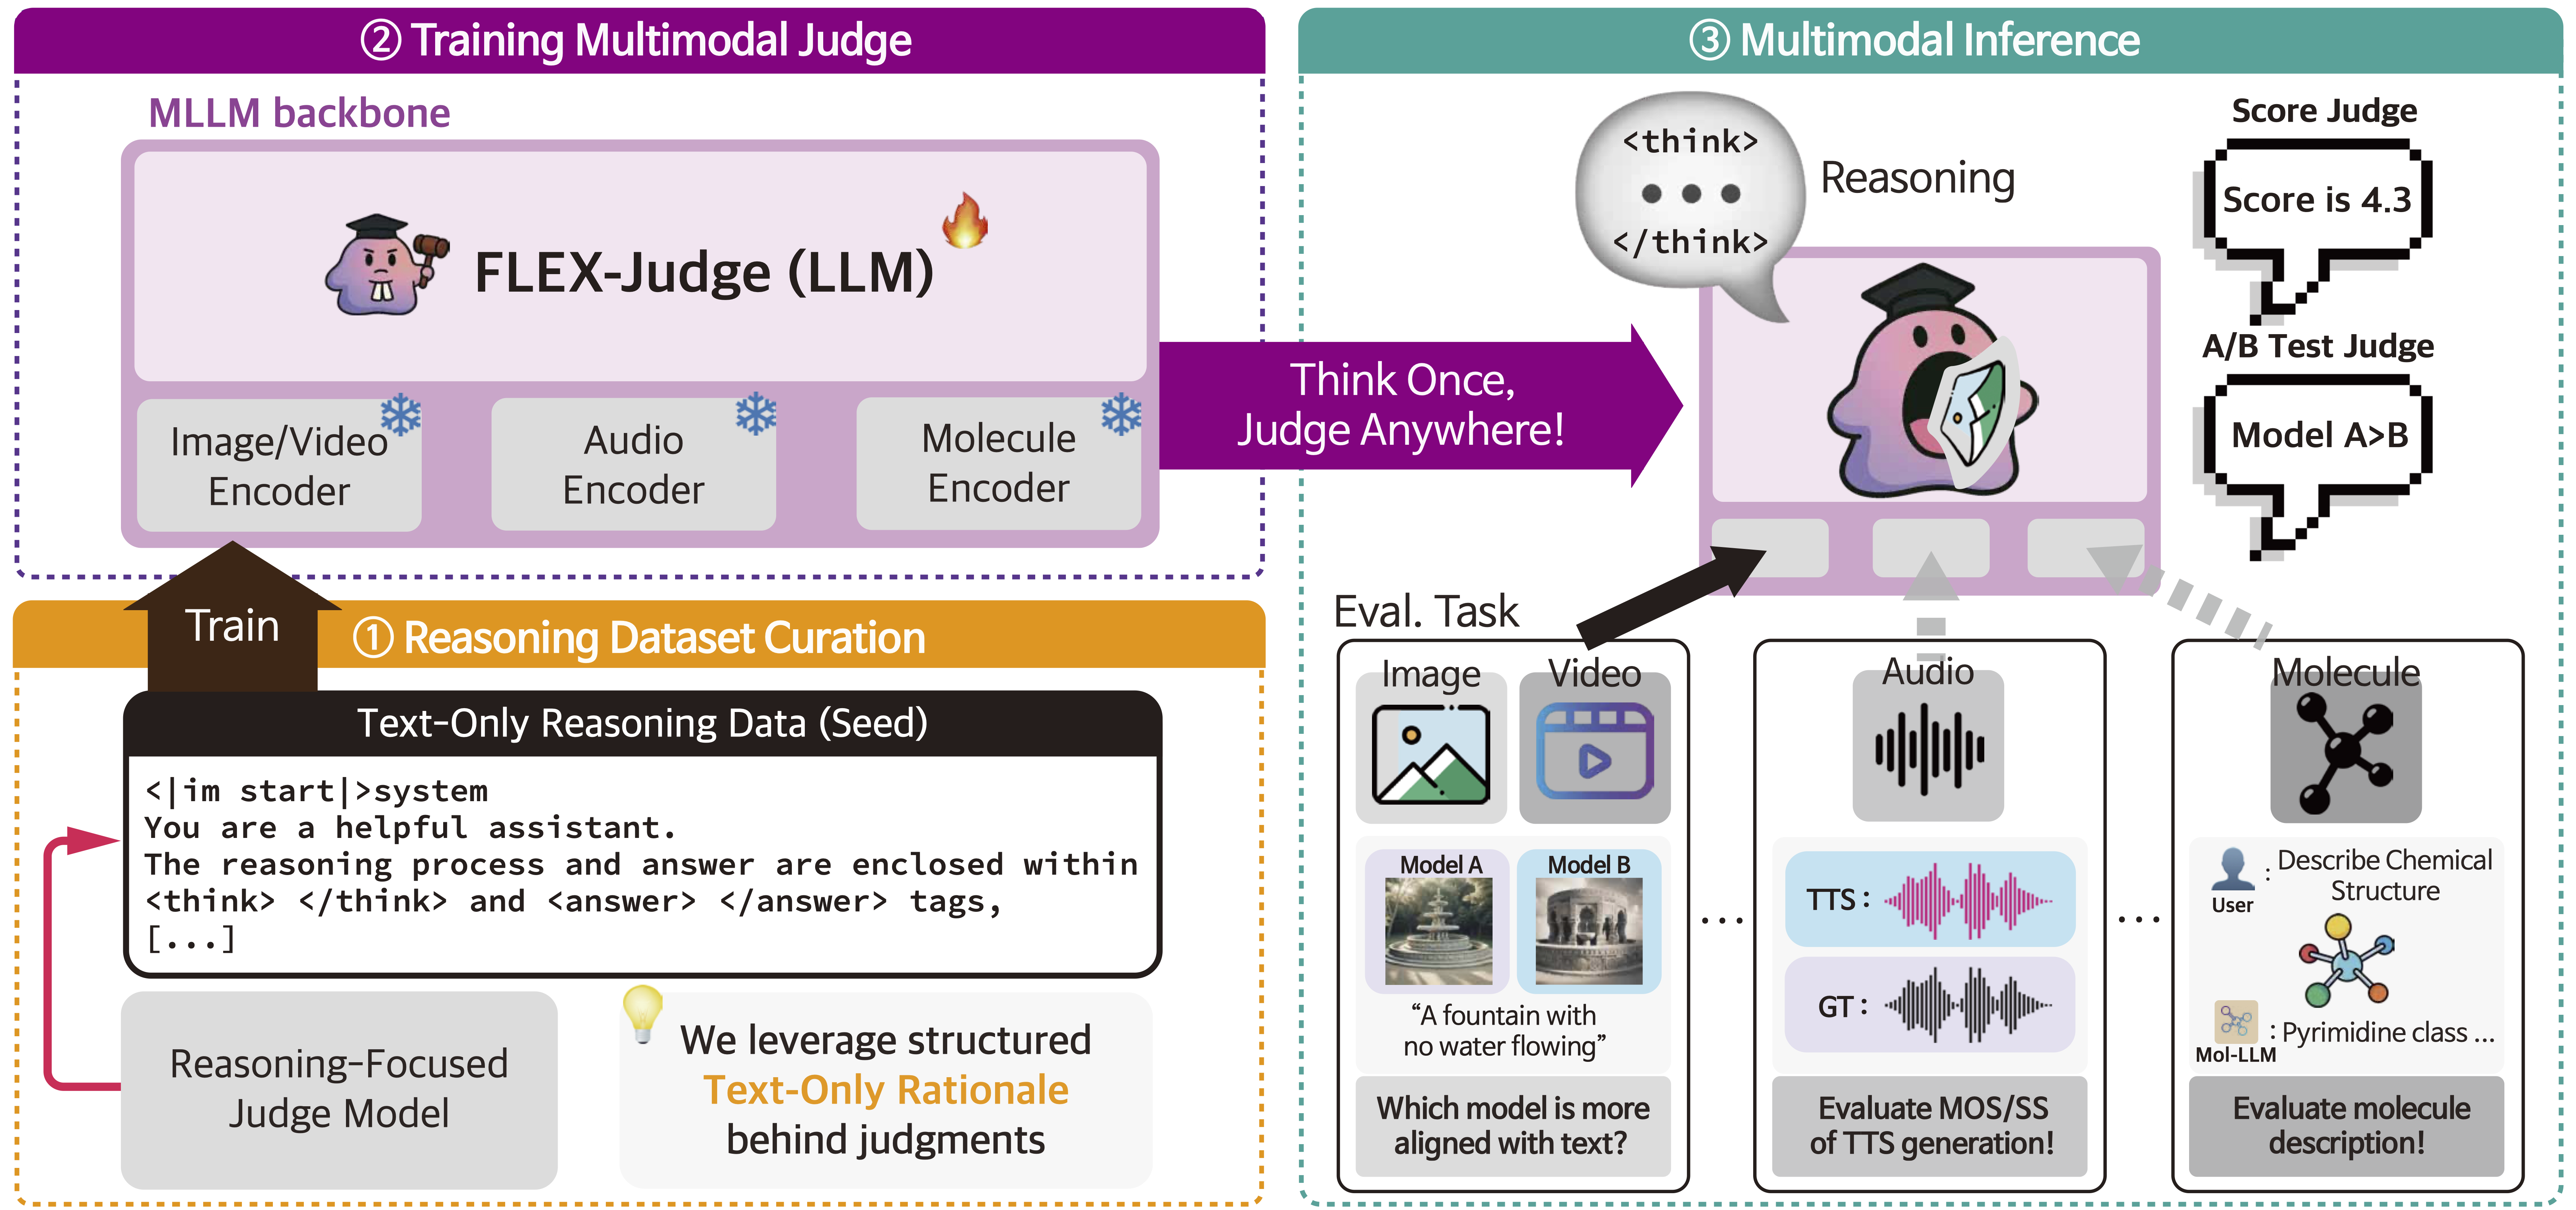 ② Training Multimodal Judge
MLLM backbone
FLEX-Judge (LLM)
Image/Video
Encoder
Audio
Encoder
Molecule
Encoder
Train
① Reasoning Dataset Curation
Text-Only Reasoning Data (Seed)
<|im start|>system
You are a helpful assistant.
The reasoning process and answer are enclosed within
<think> </think> and <answer> </answer> tags,
[...]
Reasoning-Focused
Judge Model
We leverage structured
Text-Only Rationale
behind judgments
Think Once,
Judge Anywhere!
③ Multimodal Inference
<think>
</think>
Reasoning
Score Judge
Score is 4.3
A/B Test Judge
Model A>B
Eval. Task
Image
Video
Model A
Model B
“A fountain with
no water flowing”
Which model is more
aligned with text?
...
Audio
TTS :
GT :
Evaluate MOS/SS
of TTS generation!
...
Molecule
: Describe Chemical
Structure
User
: Pyrimidine class ...
Mol-LLM
Evaluate molecule
description!